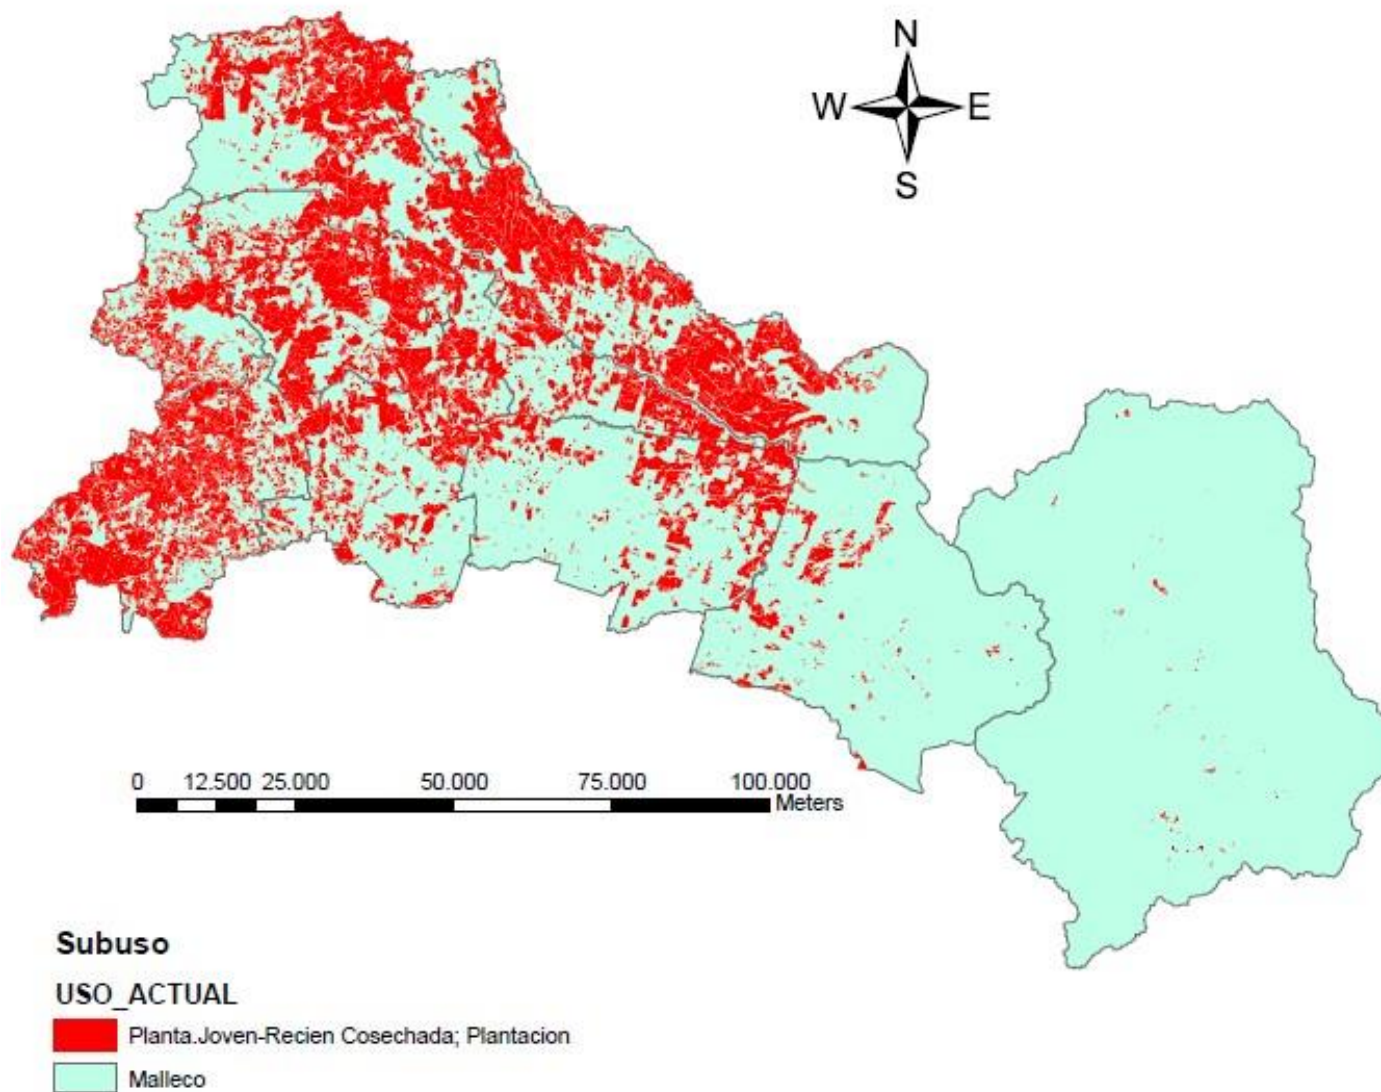 N
W E
S
0 12.500 25.000 50.000 75.000 100.000
Meters
Subuso
USO_ACTUAL
Planta.Joven-Recien Cosechada; Plantacion
Malleco